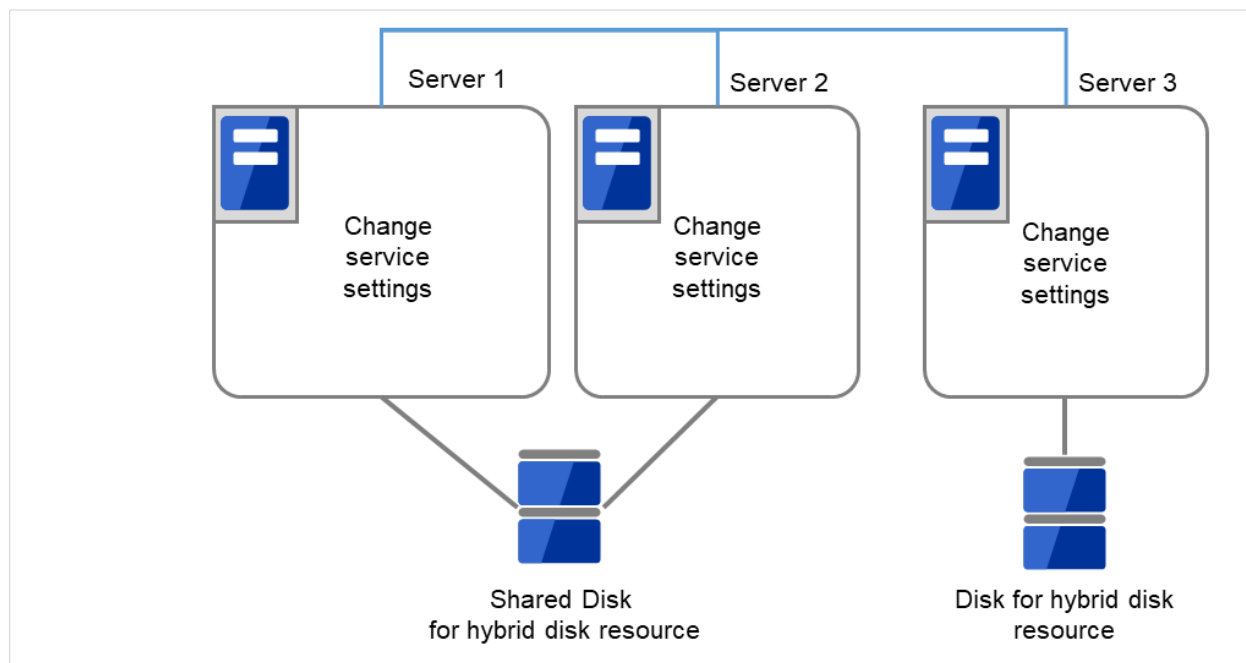 Server 1
Server 2
Server 3
Change
service
settings
Change
service
settings
Change
service
settings
Shared Disk
for hybrid disk resource
Disk for hybrid disk
resource